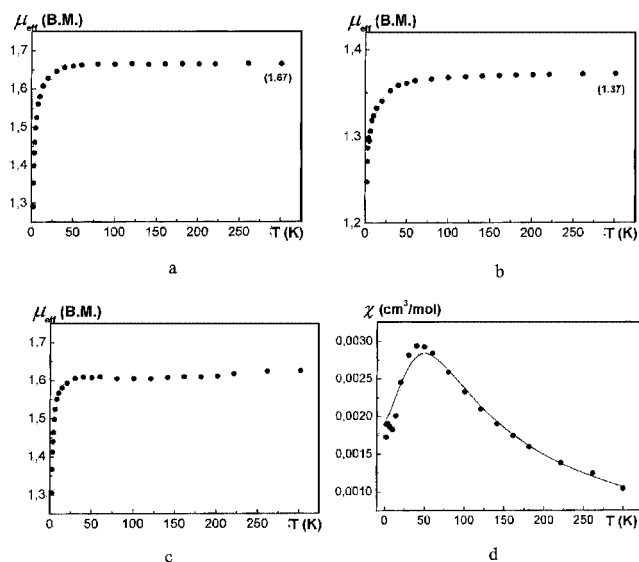 μeff (B.M.)
1,7
1,6
1,5
1,4
1,3
(1.67)
0 50 100 150 200 250 T (K)
a
μeff (B.M.)
1,4
1,3
1,2
(1.37)
0 50 100 150 200 250 T (K)
b
μeff (B.M.)
1,7
1,6
1,5
1,4
1,3
0 50 100 150 200 250 T (K)
c
χ (cm³/mol)
0,0030
0,0025
0,0020
0,0015
0,0010
0 50 100 150 200 250 T (K)
d